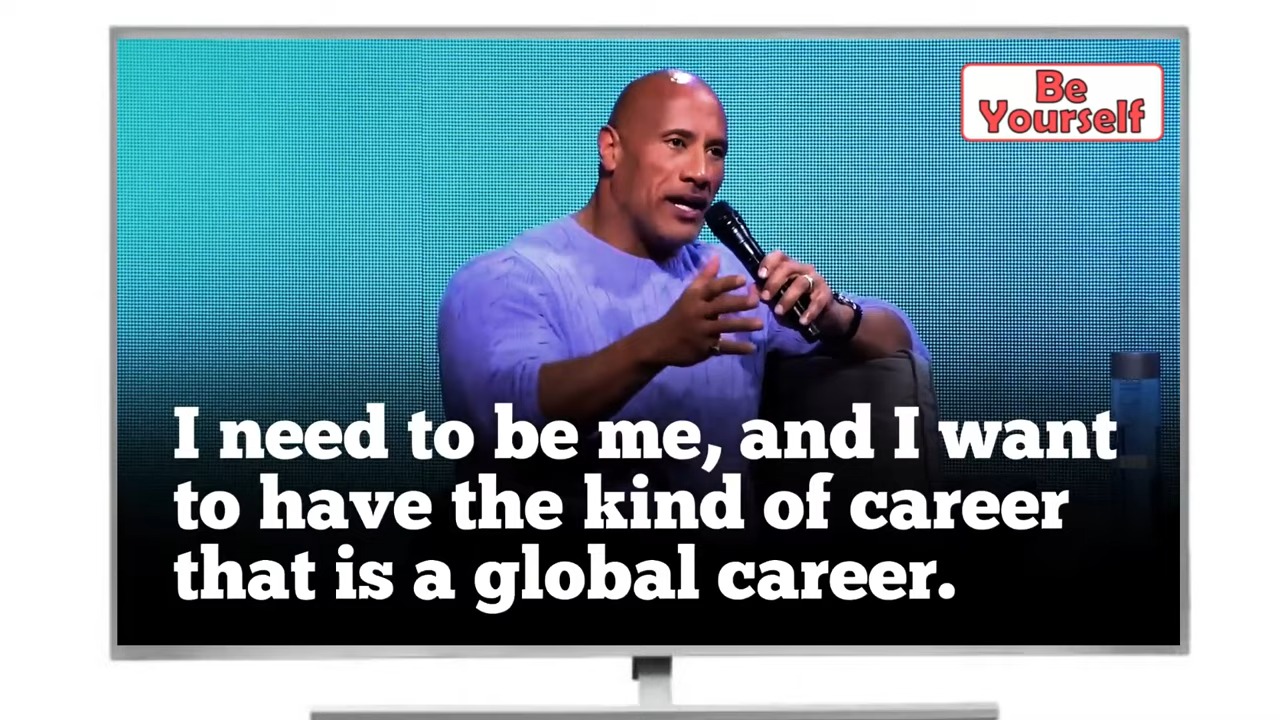 Be
Yourself
I need to be me, and I want
to have the kind of career
that is a global career.